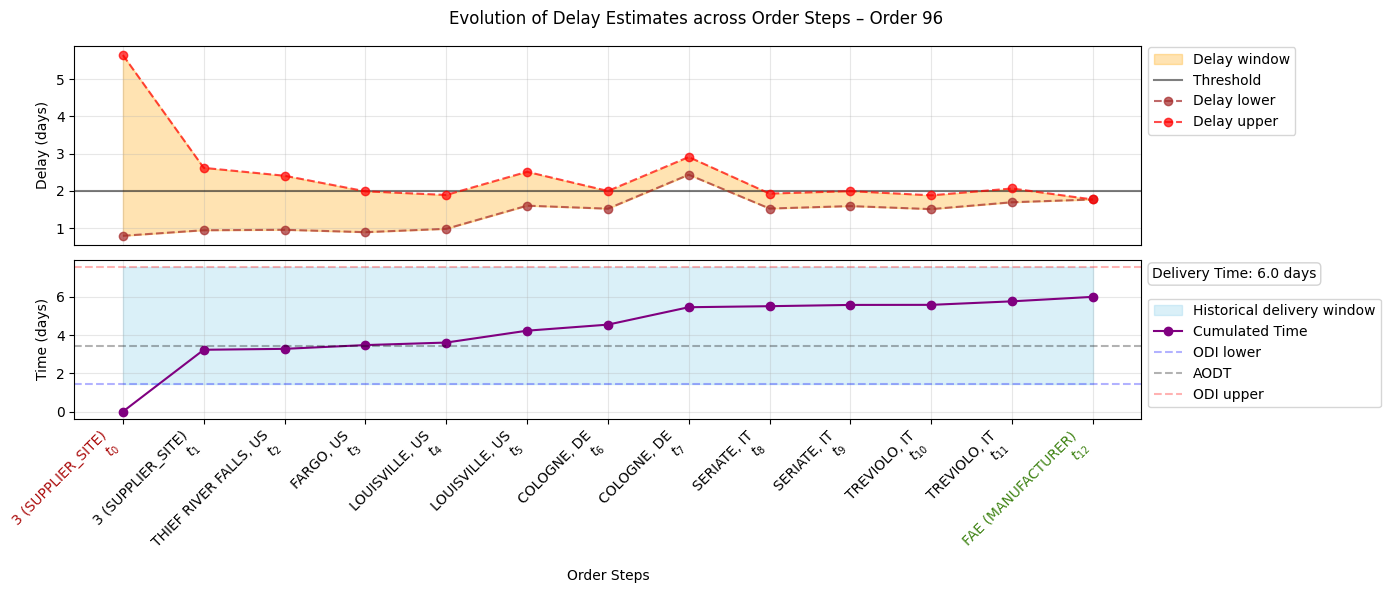 Evolution of Delay Estimates across Order Steps – Order 96
Delay (days)
5
4
3
2
1
Delay window
Threshold
Delay lower
Delay upper
Time (days)
6
4
2
0
Delivery Time: 6.0 days
Historical delivery window
Cumulated Time
ODI lower
AODT
ODI upper
3 (SUPPLIER_SITE)
t0
3 (SUPPLIER_SITE)
t1
THIEF RIVER FALLS, US
t2
FARGO, US
t3
LOUISVILLE, US
t4
LOUISVILLE, US
t5
COLOGNE, DE
t6
COLOGNE, DE
t7
SERIATE, IT
t8
SERIATE, IT
t9
TREVIOLO, IT
t10
TREVIOLO, IT
t11
FAE (MANUFACTURER)
t12
Order Steps